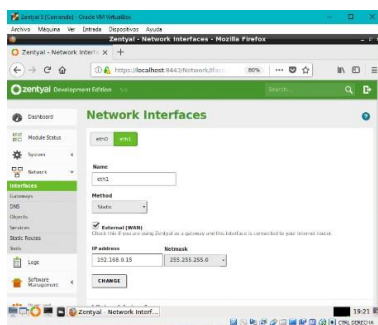 Zentyal 5 [Corriendo] - Oracle VM VirtualBox
Archivo Máquina Ver Entrada Dispositivos Ayuda
Zentyal - Network Interfaces - Mozilla Firefox
Zentyal - Network Interfa
https://localhost:8443/Network/Ifaces
80%
zentyal Development Edition 5.0
Search...
Dashboard
Network Interfaces
Module Status
eth0 eth1
System
Network
Name
Interfaces
eth1
Gateways
Method
DNS
Static
Objects
Services
External (WAN)
Static Routes
Check this if you are using Zentyal as a gateway and this interface is connected to your Internet router.
Tools
IP address Netmask
Logs
192.168.0.15 255.255.255.0
Software Management
CHANGE
Zentyal - Network Interf...
19:21
CTRL DERECHA